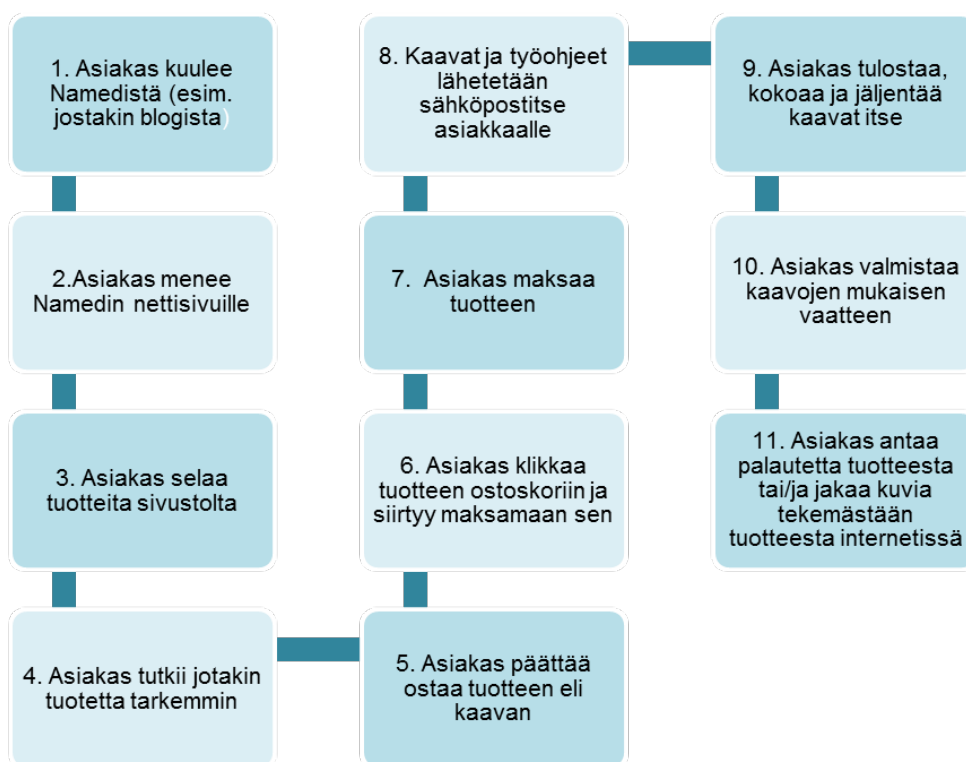 1. Asiakas kuulee
Namedistä (esim.
jostakin blogista)
2.Asiakas menee
Namedin nettisivuille
3. Asiakas selaa
tuotteita sivustolta
4. Asiakas tutkii jotakin
tuotetta tarkemmin
5. Asiakas päättää
ostaa tuotteen eli
kaavan
6. Asiakas klikkaa
tuotteen ostoskoriin ja
siirtyy maksamaan sen
7. Asiakas maksaa
tuotteen
8. Kaavat ja työohjeet
lähetetään
sähköpostitse
asiakkaalle
9. Asiakas tulostaa,
kokoaa ja jäljentää
kaavat itse
10. Asiakas valmistaa
kaavojen mukaisen
vaatteen
11. Asiakas antaa
palautetta tuotteesta
tai/ja jakaa kuvia
tekemästään
tuotteesta internetissä